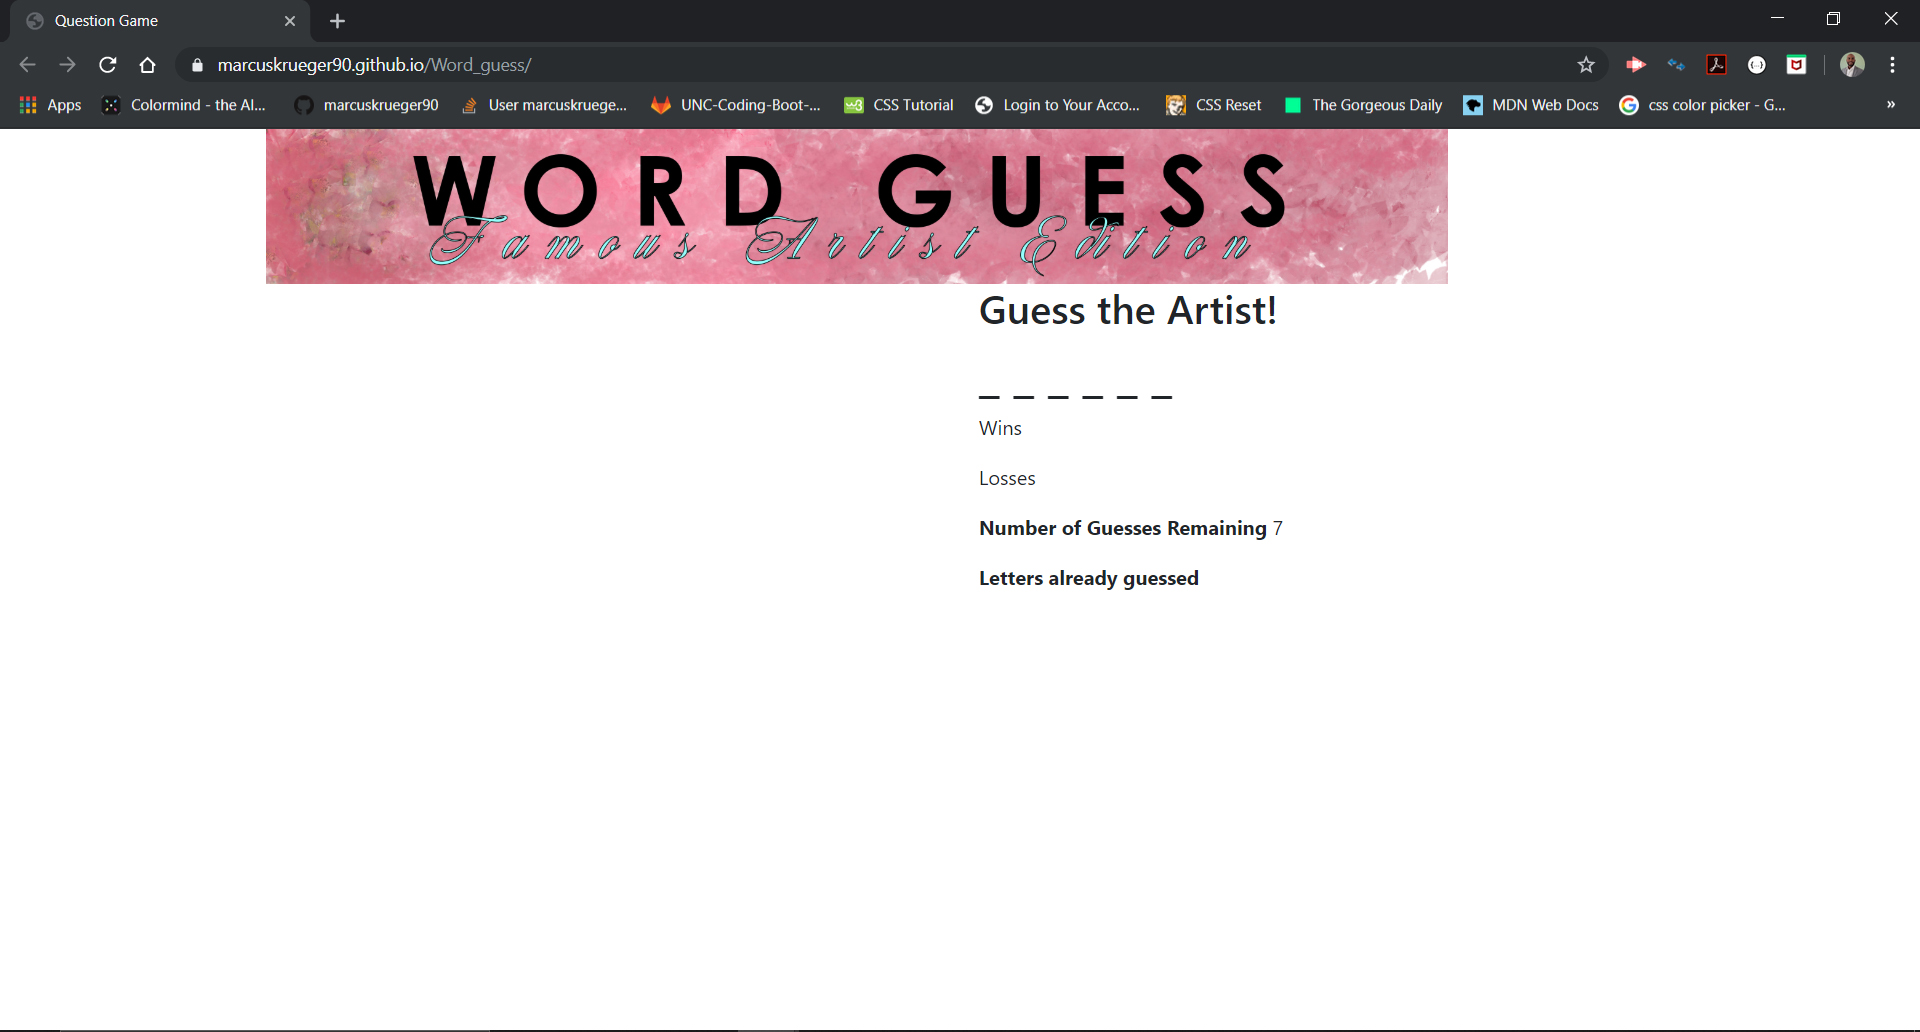 Question Game
marcuskrueger90.github.io/Word_guess/
Apps Colormind - the AI... marcuskrueger90 User marcuskruege... UNC-Coding-Boot-... CSS Tutorial Login to Your Acco... CSS Reset The Gorgeous Daily MDN Web Docs css color picker - G... »
WORD GUESS
Famous Artist Edition
Guess the Artist!
_ _ _ _ _ _
Wins
Losses
Number of Guesses Remaining 7
Letters already guessed